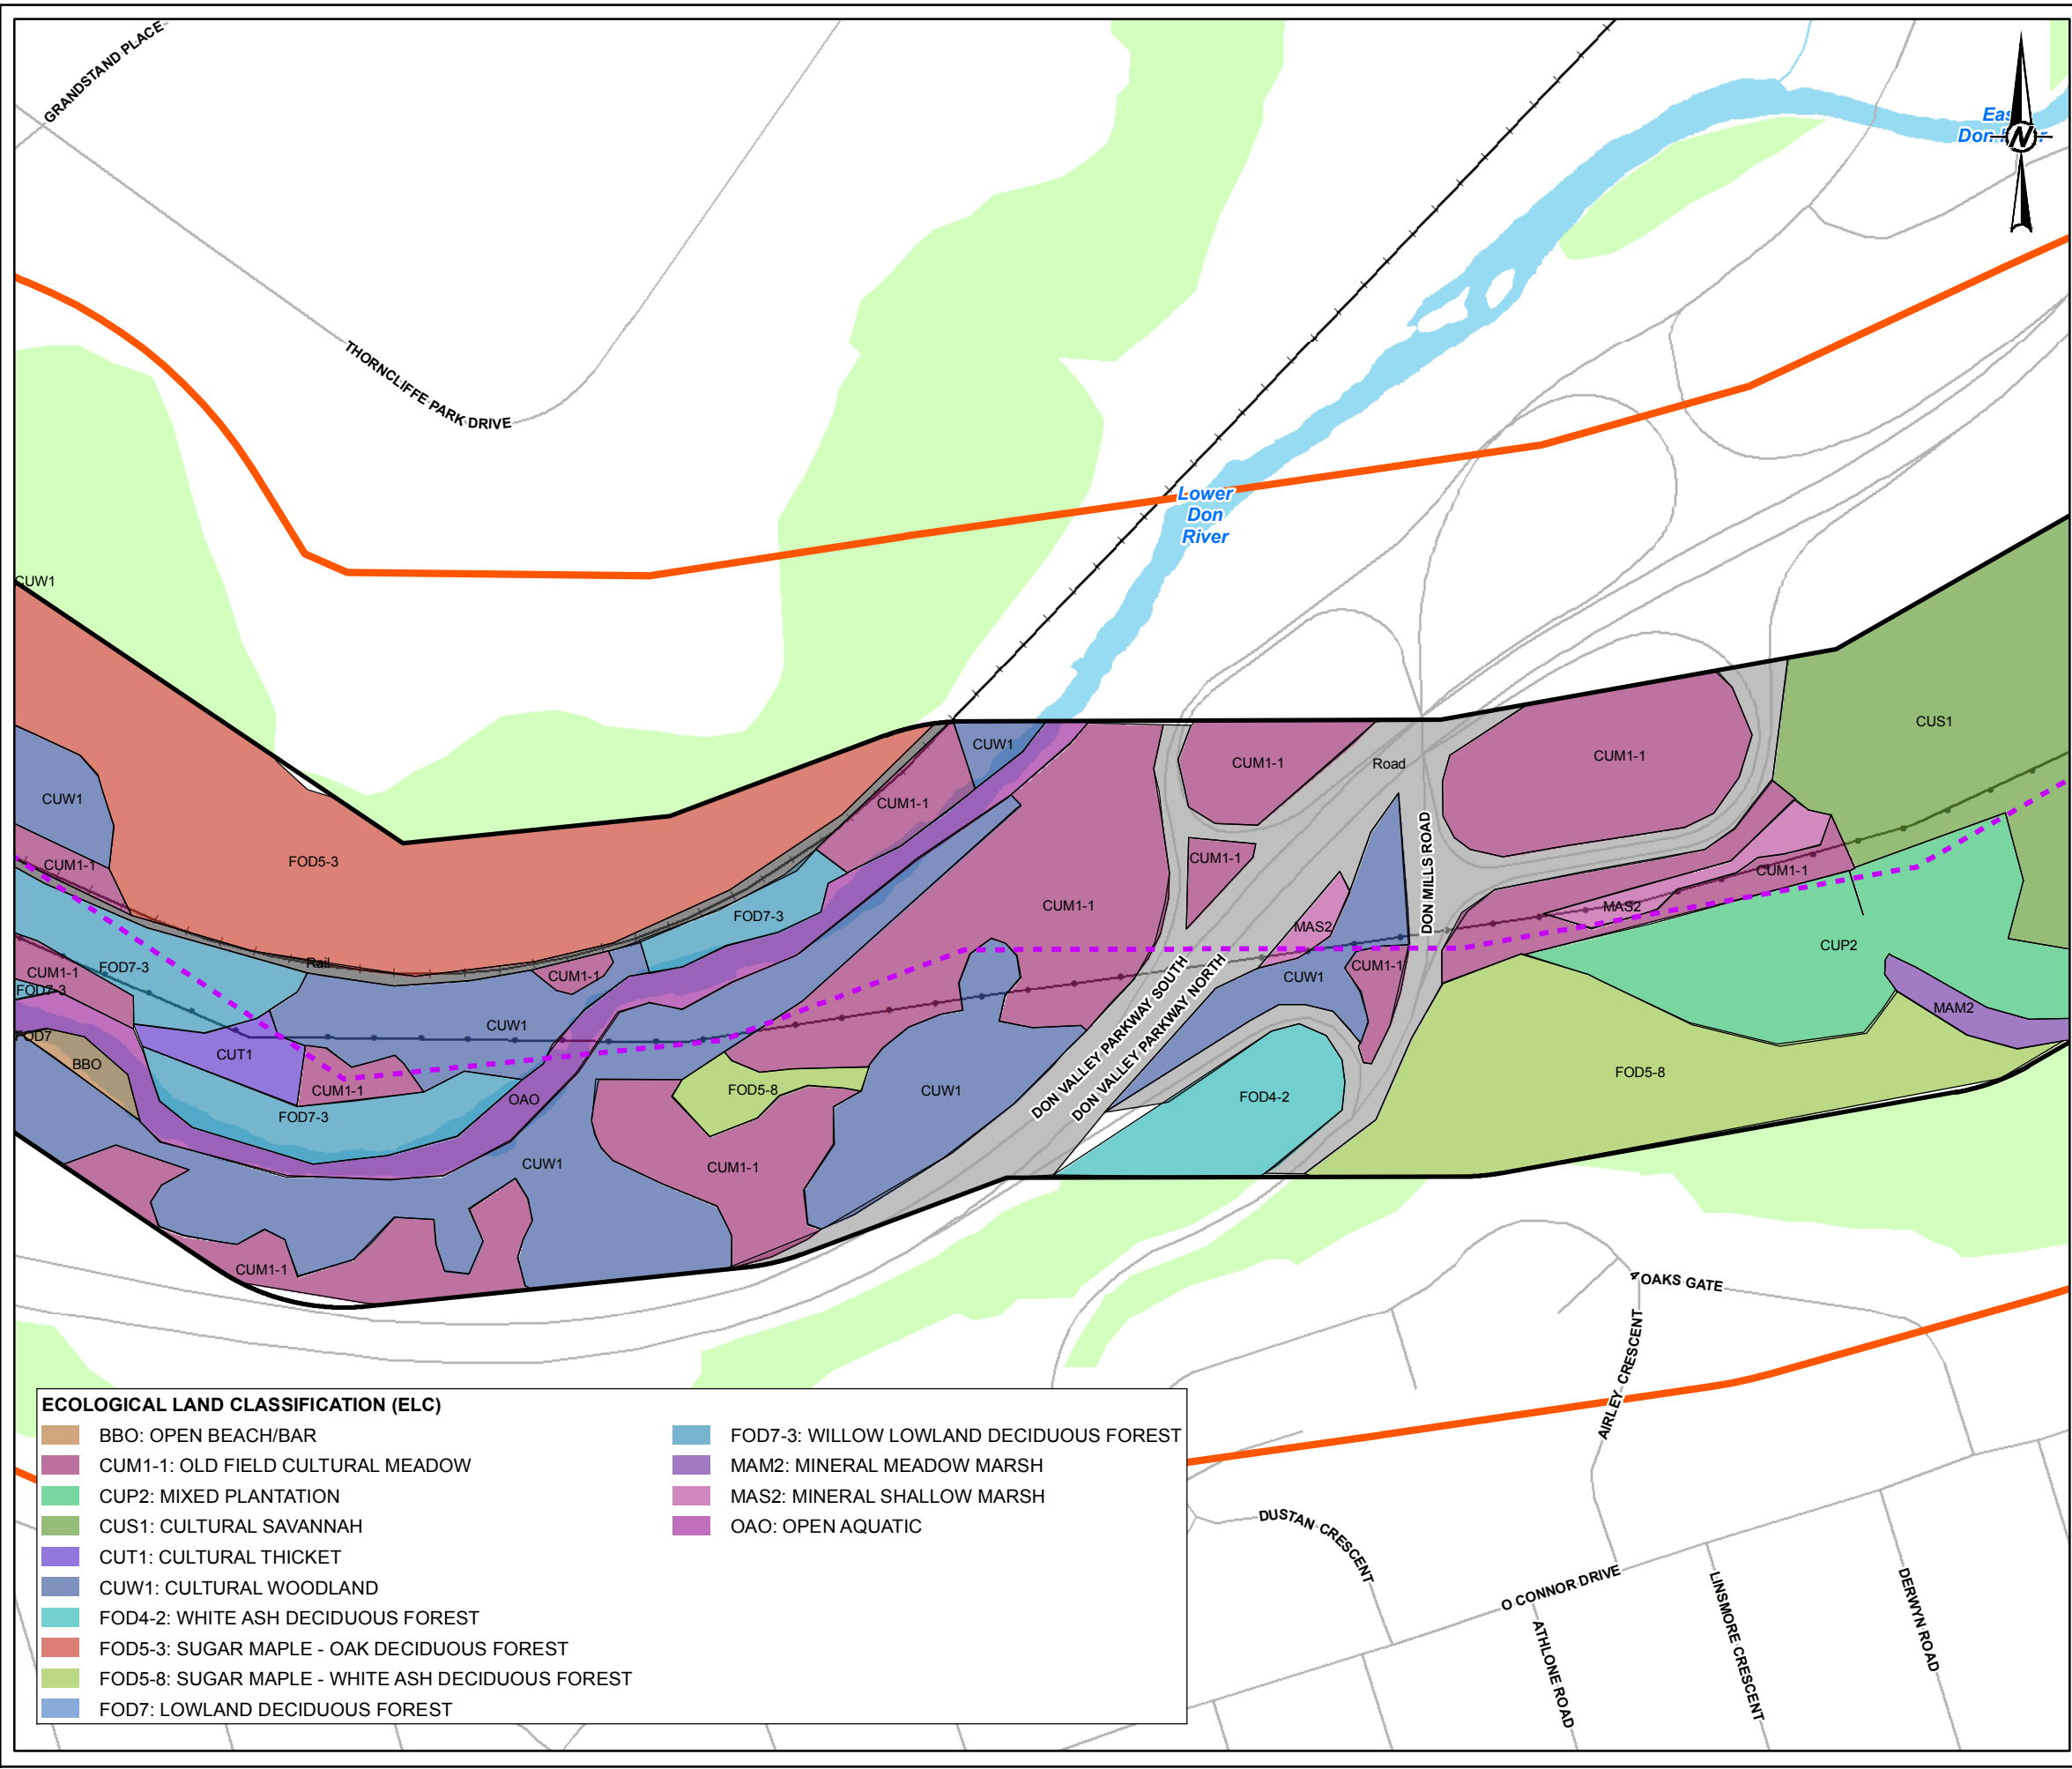 GRANDSTAND PLACE
East
Don
N
THORNCLIFFE PARK DRIVE
Lower
Don
River
CUW1
CUS1
CUW1
CUM1-1
CUM1-1
Road
CUW1
CUM1-1
DON MILLS ROAD
CUM1-1
FOD5-3
CUM1-1
CUM1-1
CUM1-1
MAS2
FOD7-3
MAS2
CUP2
Rail
FOD7-3
CUM1-1
CUM1-1
CUW1
CUM1-1
FOD7-3
MAM2
CUW1
FOD7
CUT1
BBO
CUM1-1
FOD5-8
CUW1
DON VALLEY PARKWAY SOUTH
DON VALLEY PARKWAY NORTH
FOD4-2
FOD5-8
OAO
FOD7-3
CUW1
CUM1-1
CUM1-1
4 OAKS GATE
AIRLEY CRESCENT
ECOLOGICAL LAND CLASSIFICATION (ELC)
BBO: OPEN BEACH/BAR
CUM1-1: OLD FIELD CULTURAL MEADOW
CUP2: MIXED PLANTATION
CUS1: CULTURAL SAVANNAH
CUT1: CULTURAL THICKET
CUW1: CULTURAL WOODLAND
FOD4-2: WHITE ASH DECIDUOUS FOREST
FOD5-3: SUGAR MAPLE - OAK DECIDUOUS FOREST
FOD5-8: SUGAR MAPLE - WHITE ASH DECIDUOUS FOREST
FOD7: LOWLAND DECIDUOUS FOREST
FOD7-3: WILLOW LOWLAND DECIDUOUS FOREST
MAM2: MINERAL MEADOW MARSH
MAS2: MINERAL SHALLOW MARSH
OAO: OPEN AQUATIC
DUSTAN CRESCENT
O CONNOR DRIVE
ATHLONE ROAD
LINSMORE CRESCENT
DERWYN ROAD